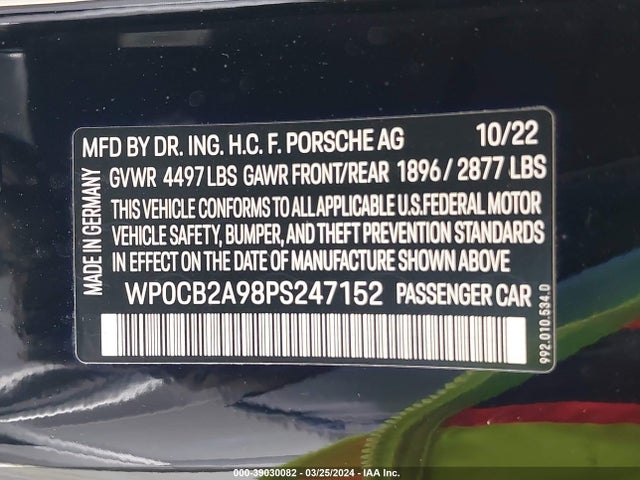 MFD BY DR. ING. H.C. F. PORSCHE AG 10/22
GVWR 4497 LBS GAWR FRONT/REAR 1896 / 2877 LBS
THIS VEHICLE CONFORMS TO ALL APPLICABLE U.S.FEDERAL MOTOR
VEHICLE SAFETY, BUMPER, AND THEFT PREVENTION STANDARDS
IN EFFECT ON THE DATE OF MANUFACTURE SHOWN ABOVE
WP0CB2A98PS247152 PASSENGER CAR
MADE IN GERMANY
992.010.534.0
000-39030082 - 03/25/2024 - IAA Inc.